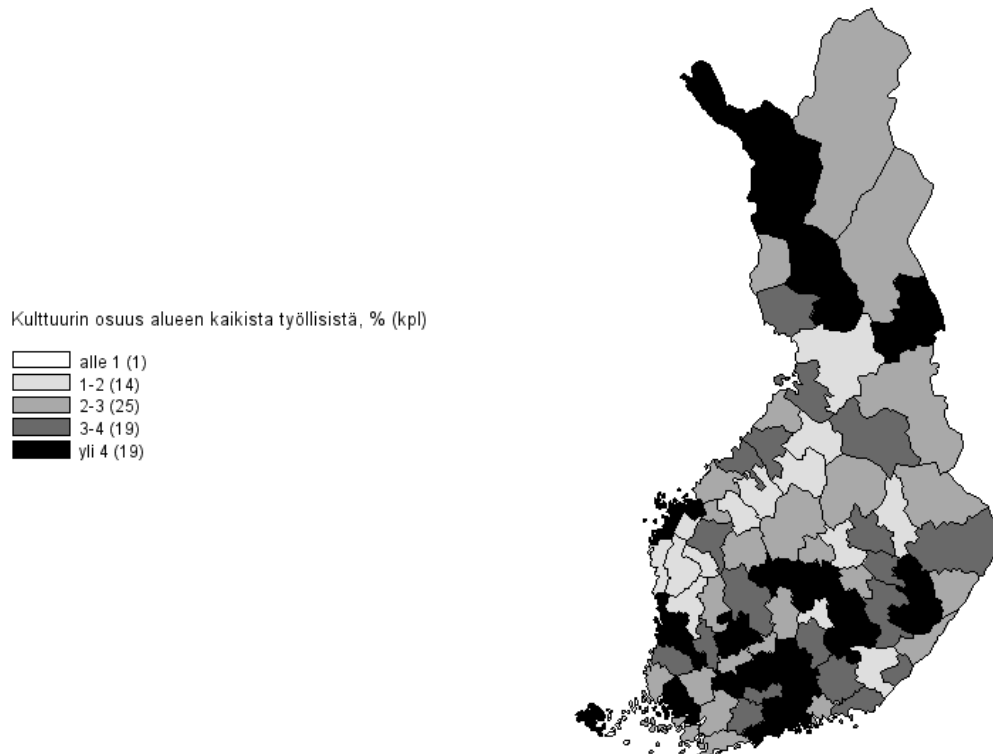 Kulttuurin osuus alueen kaikista työllisistä, % (kpl)
alle 1 (1)
1-2 (14)
2-3 (25)
3-4 (19)
yli 4 (19)